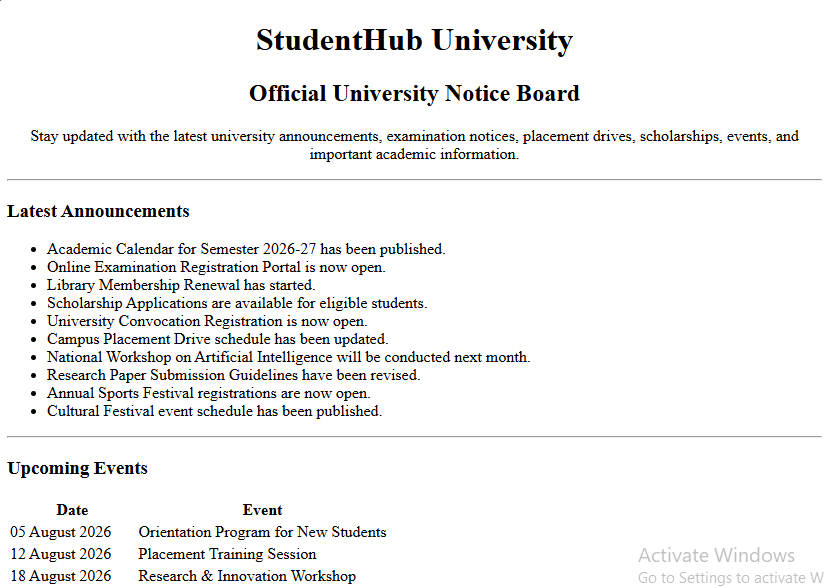 StudentHub University
Official University Notice Board
Stay updated with the latest university announcements, examination notices, placement drives, scholarships, events, and
important academic information.
Latest Announcements
Academic Calendar for Semester 2026-27 has been published.
Online Examination Registration Portal is now open.
Library Membership Renewal has started.
Scholarship Applications are available for eligible students.
University Convocation Registration is now open.
Campus Placement Drive schedule has been updated.
National Workshop on Artificial Intelligence will be conducted next month.
Research Paper Submission Guidelines have been revised.
Annual Sports Festival registrations are now open.
Cultural Festival event schedule has been published.
Upcoming Events
Date Event
05 August 2026 Orientation Program for New Students
12 August 2026 Placement Training Session
18 August 2026 Research & Innovation Workshop
Activate Windows
Go to Settings to activate W